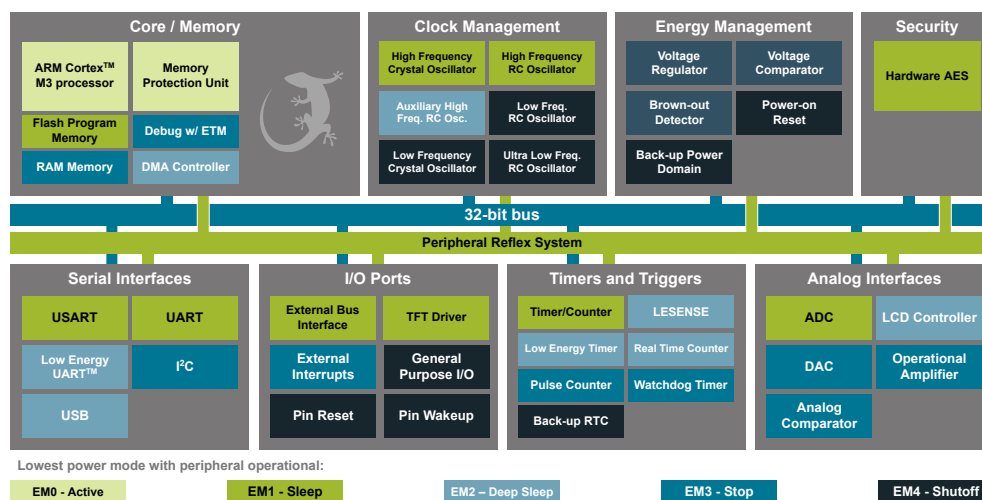 Core / Memory
ARM Cortex™
M3 processor
Memory
Protection Unit
Flash Program
Memory
Debug w/ ETM
RAM Memory
DMA Controller
Clock Management
High Frequency
Crystal Oscillator
High Frequency
RC Oscillator
Auxiliary High
Freq. RC Osc.
Low Freq.
RC Oscillator
Low Frequency
Crystal Oscillator
Ultra Low Freq.
RC Oscillator
Energy Management
Voltage
Regulator
Voltage
Comparator
Brown-out
Detector
Power-on
Reset
Back-up Power
Domain
Security
Hardware AES
32-bit bus
Peripheral Reflex System
Serial Interfaces
USART
UART
Low Energy
UART™
I²C
USB
I/O Ports
External Bus
Interface
TFT Driver
External
Interrupts
General
Purpose I/O
Pin Reset
Pin Wakeup
Timers and Triggers
Timer/Counter
LESENSE
Low Energy Timer
Real Time Counter
Pulse Counter
Watchdog Timer
Back-up RTC
Analog Interfaces
ADC
LCD Controller
DAC
Operational
Amplifier
Analog
Comparator
Lowest power mode with peripheral operational:
EM0 - Active
EM1 - Sleep
EM2 – Deep Sleep
EM3 - Stop
EM4 - Shutoff